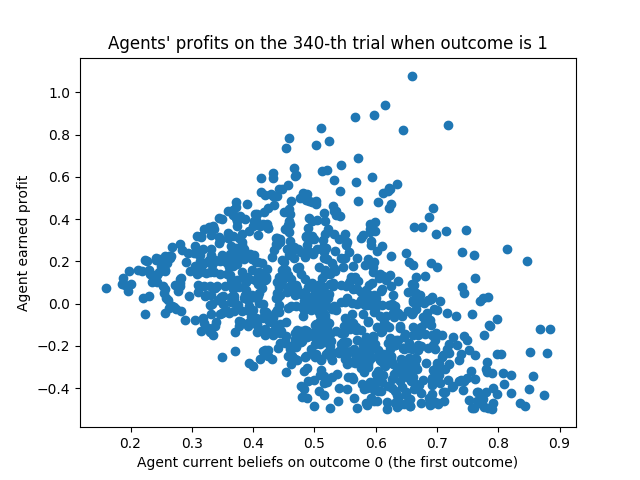 Agents' profits on the 340-th trial when outcome is 1
Agent earned profit
1.0
0.8
0.6
0.4
0.2
0.0
−0.2
−0.4
0.2 0.3 0.4 0.5 0.6 0.7 0.8 0.9
Agent current beliefs on outcome 0 (the first outcome)